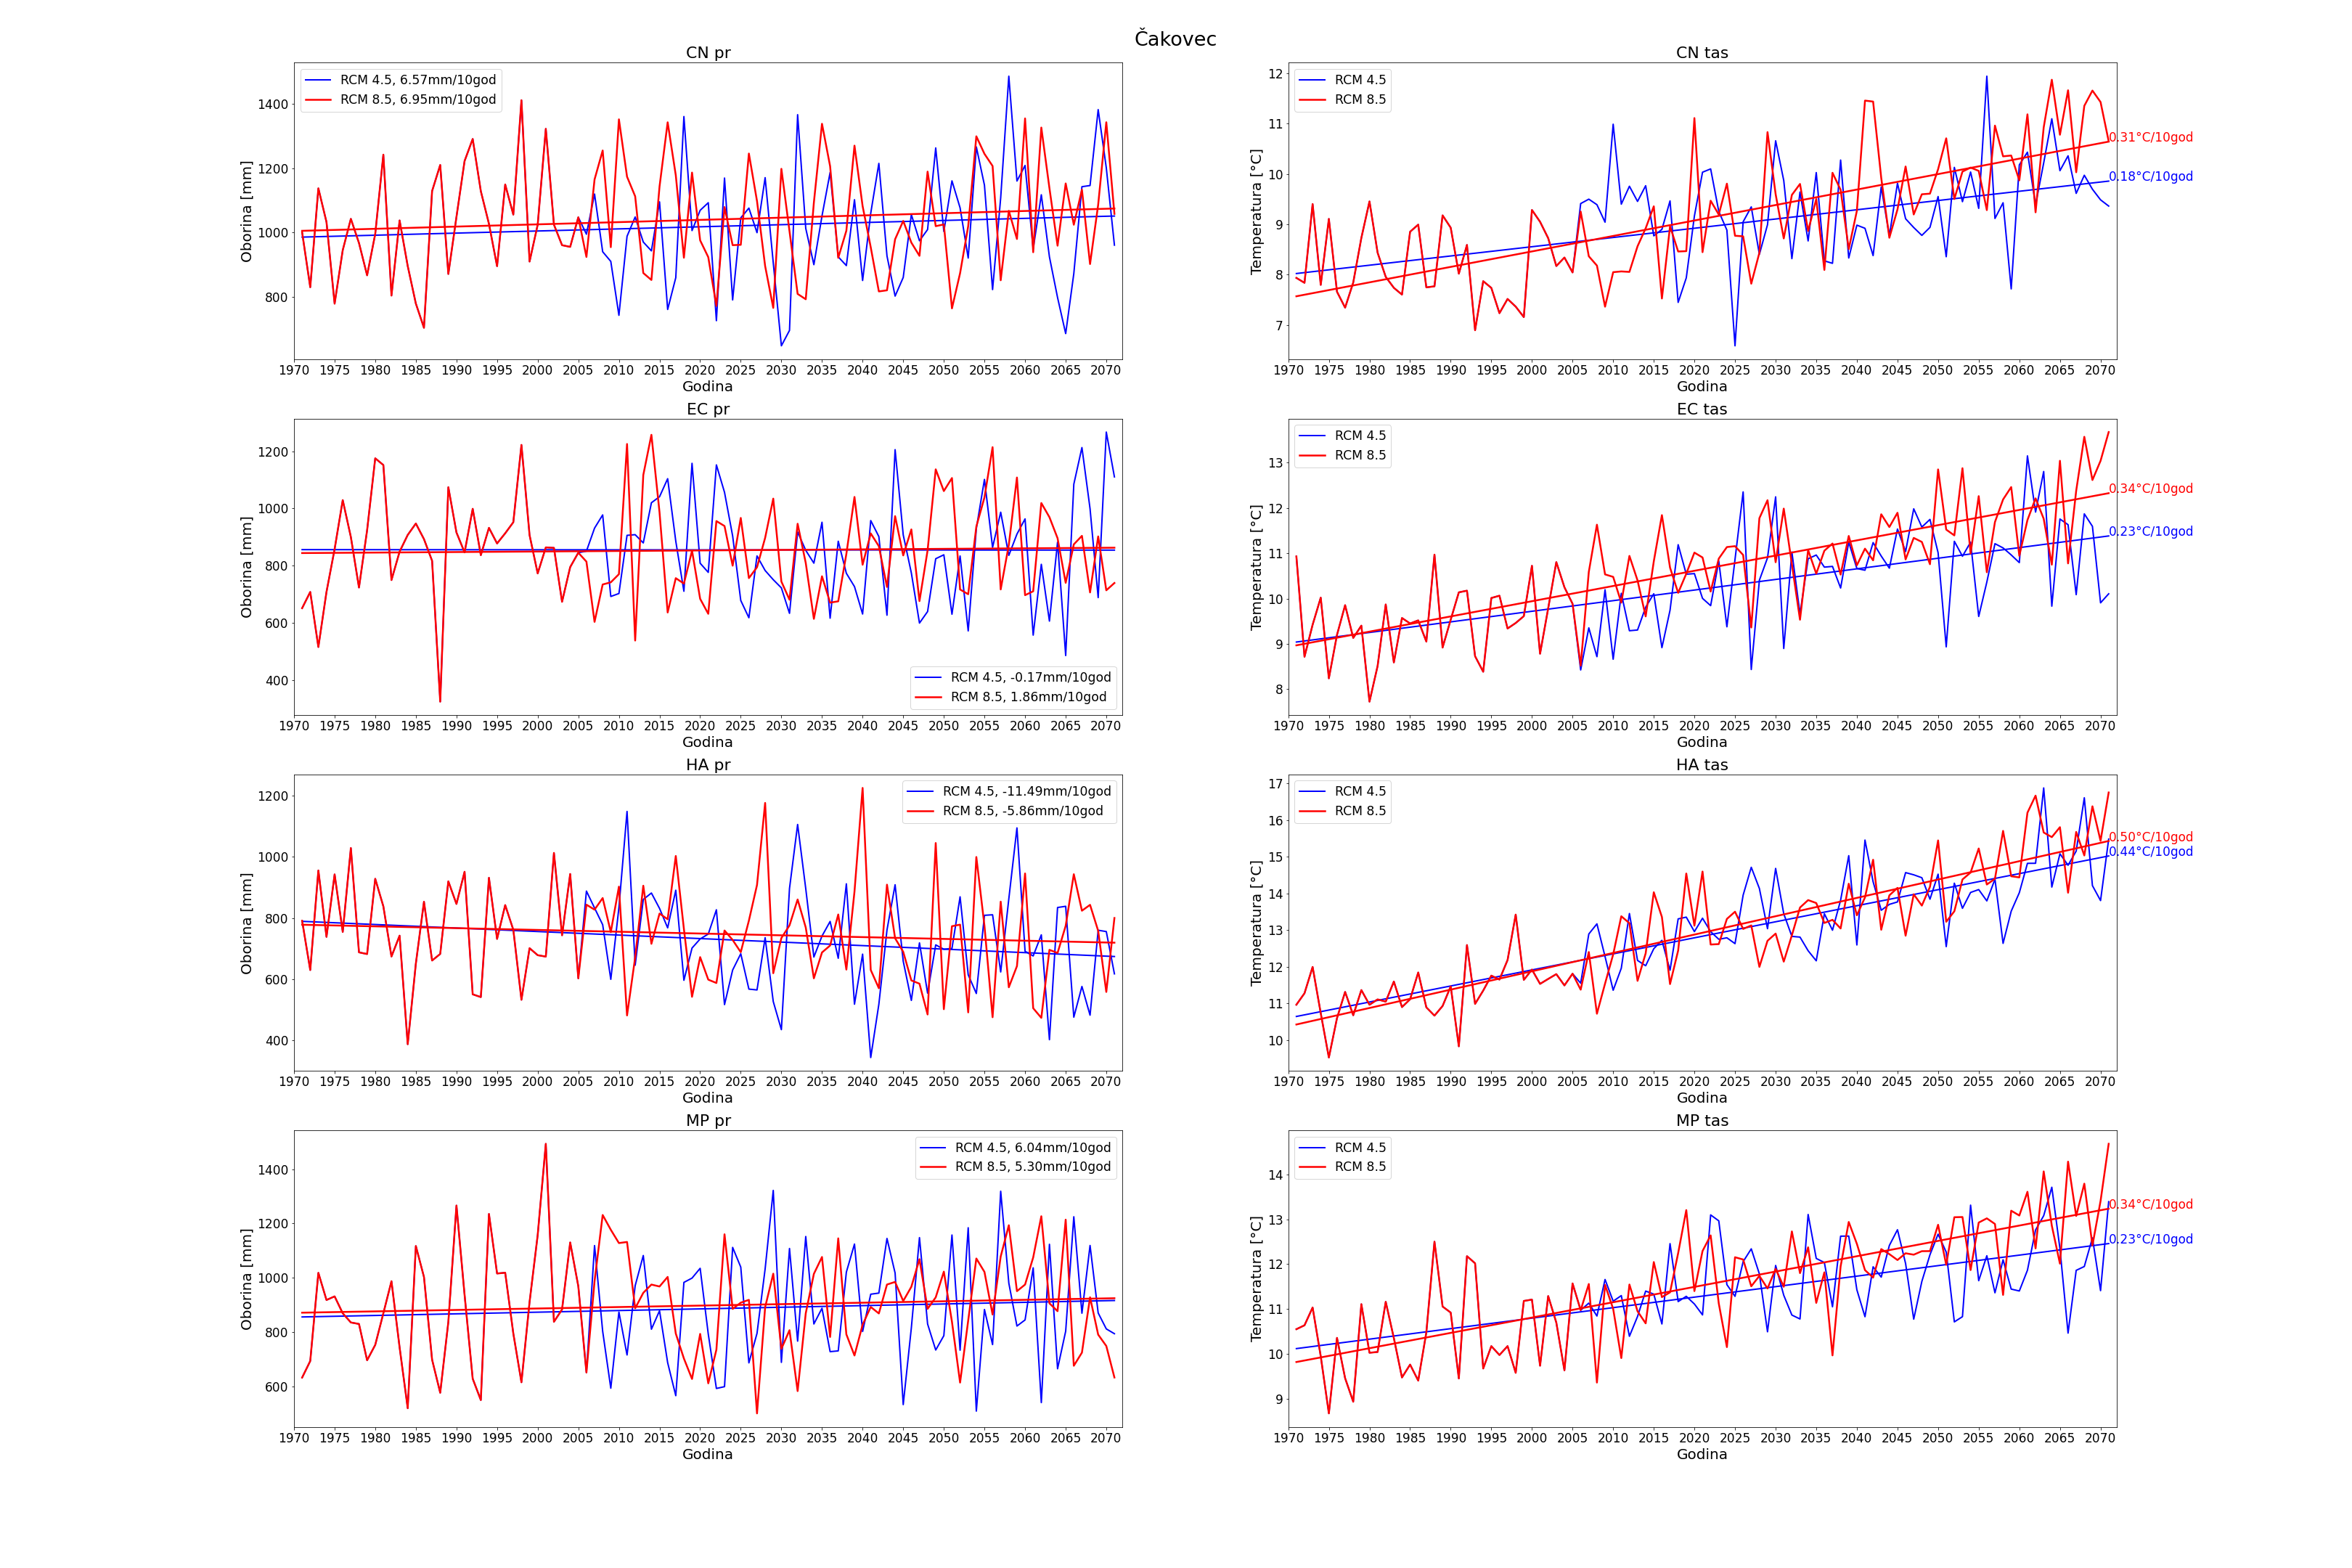 Čakovec
CN pr
RCM 4.5, 6.57mm/10god
RCM 8.5, 6.95mm/10god
Oborina [mm]
1400
1200
1000
800
1970 1975 1980 1985 1990 1995 2000 2005 2010 2015 2020 2025 2030 2035 2040 2045 2050 2055 2060 2065 2070
Godina
CN tas
RCM 4.5
RCM 8.5
Temperatura [°C]
12
11
10
9
8
7
0.31°C/10god
0.18°C/10god
1970 1975 1980 1985 1990 1995 2000 2005 2010 2015 2020 2025 2030 2035 2040 2045 2050 2055 2060 2065 2070
Godina
EC pr
Oborina [mm]
1200
1000
800
600
400
RCM 4.5, -0.17mm/10god
RCM 8.5, 1.86mm/10god
1970 1975 1980 1985 1990 1995 2000 2005 2010 2015 2020 2025 2030 2035 2040 2045 2050 2055 2060 2065 2070
Godina
EC tas
RCM 4.5
RCM 8.5
Temperatura [°C]
13
12
11
10
9
8
0.34°C/10god
0.23°C/10god
1970 1975 1980 1985 1990 1995 2000 2005 2010 2015 2020 2025 2030 2035 2040 2045 2050 2055 2060 2065 2070
Godina
HA pr
RCM 4.5, -11.49mm/10god
RCM 8.5, -5.86mm/10god
Oborina [mm]
1200
1000
800
600
400
1970 1975 1980 1985 1990 1995 2000 2005 2010 2015 2020 2025 2030 2035 2040 2045 2050 2055 2060 2065 2070
Godina
HA tas
RCM 4.5
RCM 8.5
Temperatura [°C]
17
16
15
14
13
12
11
10
0.50°C/10god
0.44°C/10god
1970 1975 1980 1985 1990 1995 2000 2005 2010 2015 2020 2025 2030 2035 2040 2045 2050 2055 2060 2065 2070
Godina
MP pr
RCM 4.5, 6.04mm/10god
RCM 8.5, 5.30mm/10god
Oborina [mm]
1400
1200
1000
800
600
1970 1975 1980 1985 1990 1995 2000 2005 2010 2015 2020 2025 2030 2035 2040 2045 2050 2055 2060 2065 2070
Godina
MP tas
RCM 4.5
RCM 8.5
Temperatura [°C]
14
13
12
11
10
9
0.34°C/10god
0.23°C/10god
1970 1975 1980 1985 1990 1995 2000 2005 2010 2015 2020 2025 2030 2035 2040 2045 2050 2055 2060 2065 2070
Godina